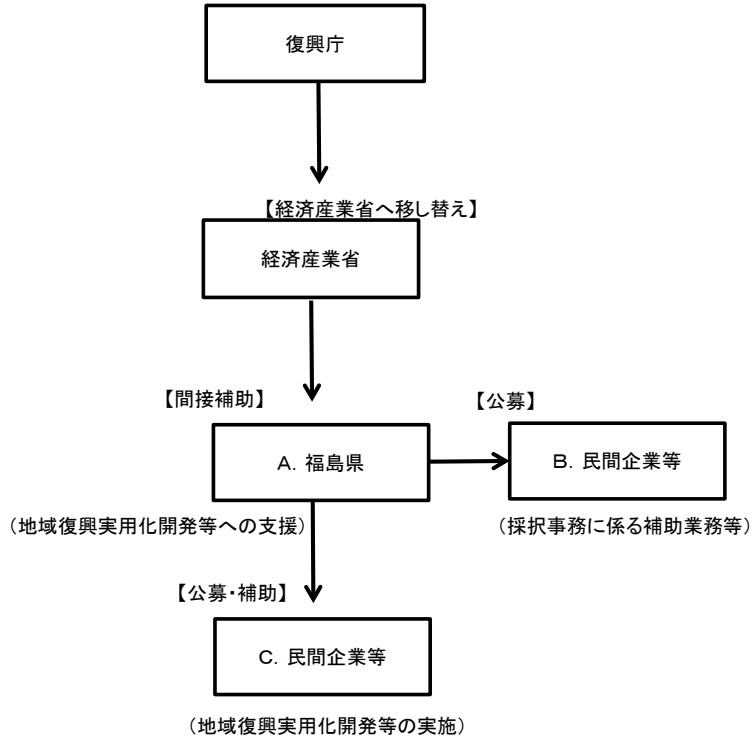 復興庁
【経済産業省へ移し替え】
経済産業省
【間接補助】
【公募】
A．福島県
B．民間企業等
（地域復興実用化開発等への支援）
（採択事務に係る補助業務等）
【公募・補助】
C．民間企業等
（地域復興実用化開発等の実施）